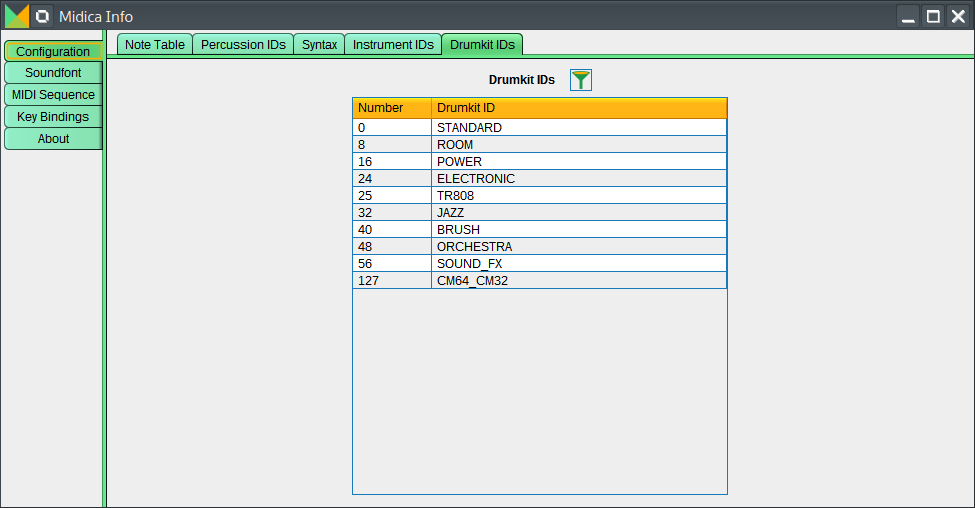 Midica Info
Configuration
Soundfont
MIDI Sequence
Key Bindings
About
Note Table Percussion IDs Syntax Instrument IDs Drumkit IDs
Drumkit IDs
Number Drumkit ID
0 STANDARD
8 ROOM
16 POWER
24 ELECTRONIC
25 TR808
32 JAZZ
40 BRUSH
48 ORCHESTRA
56 SOUND_FX
127 CM64_CM32